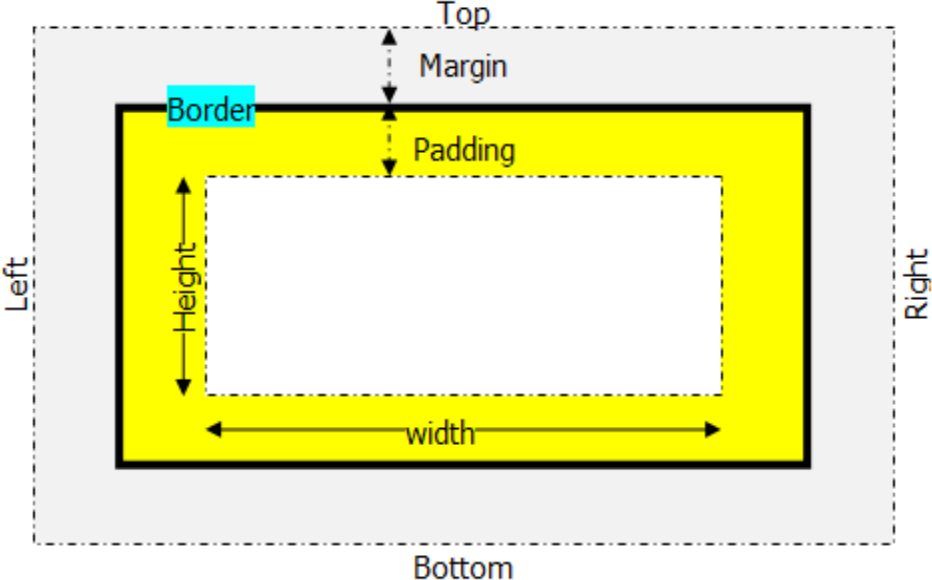 Top
Margin
Border
Padding
Left
Height
Right
width
Bottom